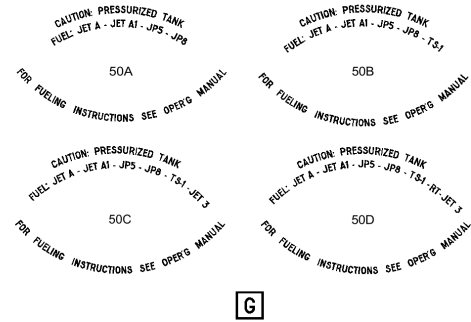 CAUTION: PRESSURIZED TANK
FUEL: JET A - JET A1 - JP5 - JP8
50A
FOR FUELING INSTRUCTIONS SEE OPER'G MANUAL
CAUTION: PRESSURIZED TANK
FUEL: JET A - JET A1 - JP5 - JP8 - TS-1
50B
FOR FUELING INSTRUCTIONS SEE OPER'G MANUAL
CAUTION: PRESSURIZED TANK
FUEL: JET A - JET A1 - JP5 - JP8 - TS-1 - JET 3
50C
FOR FUELING INSTRUCTIONS SEE OPER'G MANUAL
CAUTION: PRESSURIZED TANK
FUEL: JET A - JET A1 - JP5 - JP8 - TS-1 -RT- JET 3
50D
FOR FUELING INSTRUCTIONS SEE OPER'G MANUAL
G